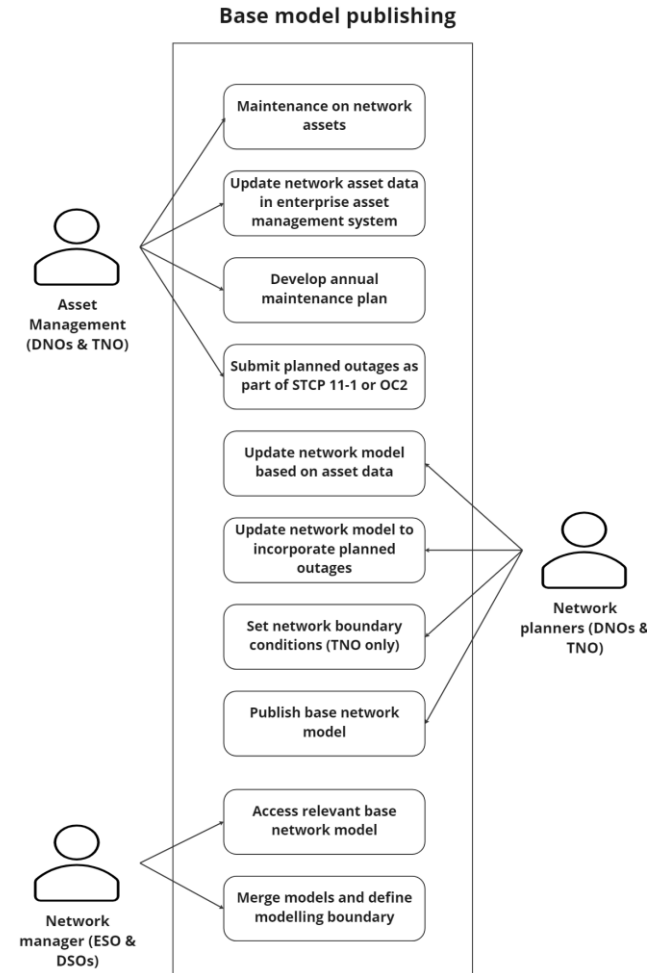 Base model publishing
Maintenance on network
assets
Update network asset data
in enterprise asset
management system
Develop annual
maintenance plan
Submit planned outages as
part of STCP 11-1 or OC2
Asset
Management
(DNOs & TNO)
Update network model
based on asset data
Update network model to
incorporate planned
outages
Set network boundary
conditions (TNO only)
Publish base network
model
Network
planners (DNOs &
TNO)
Access relevant base
network model
Merge models and define
modelling boundary
Network
manager (ESO &
DSOs)